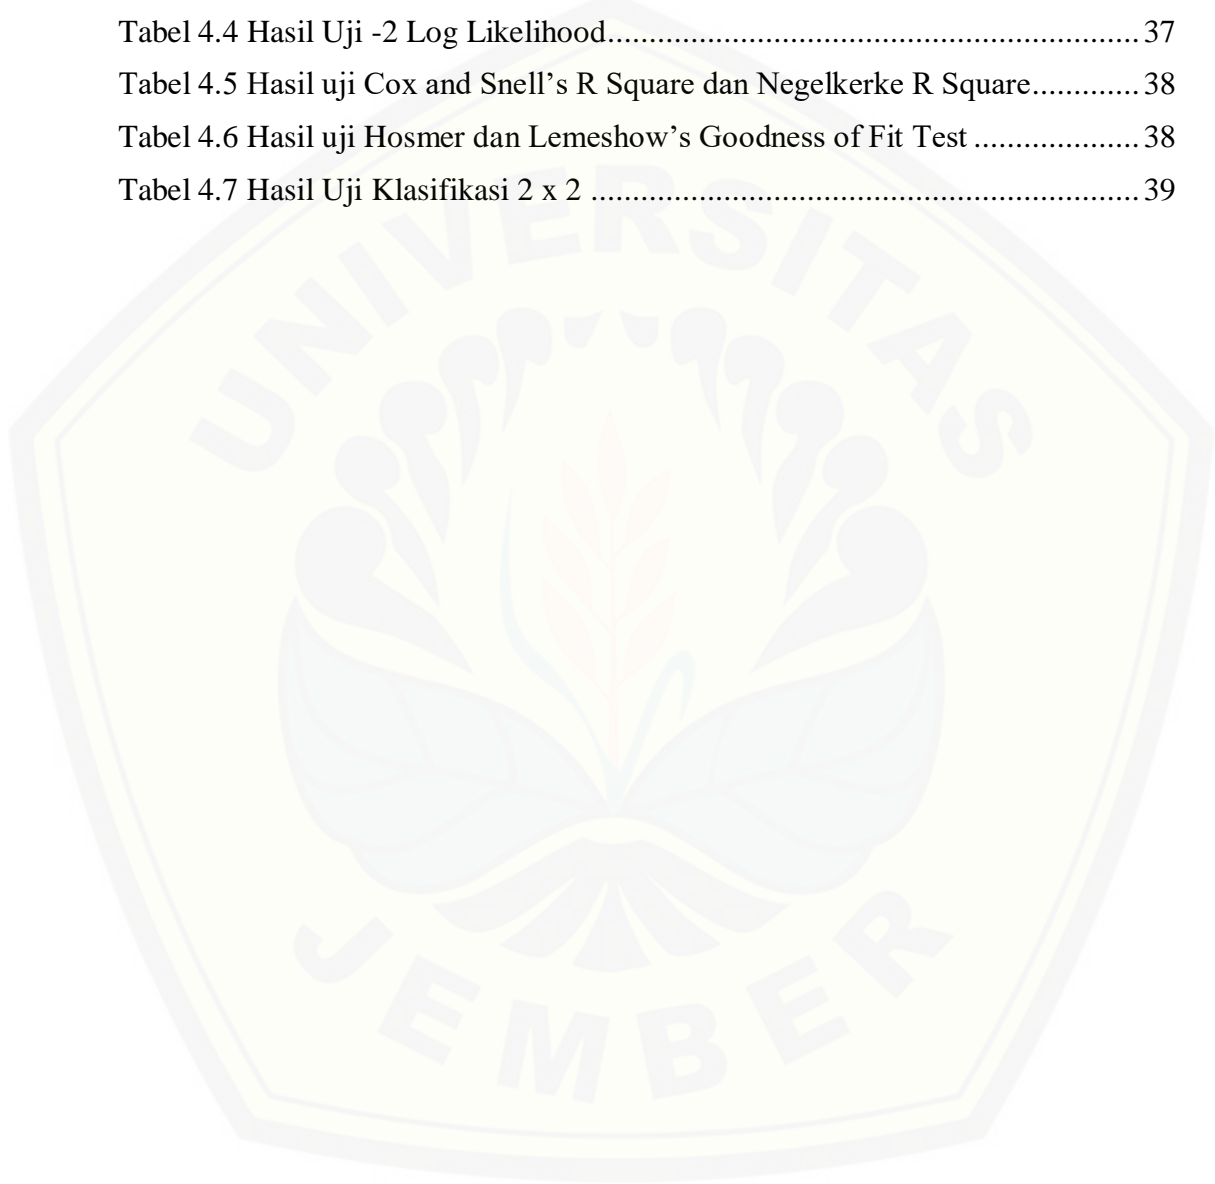 Tabel 4.4 Hasil Uji -2 Log Likelihood.................................................................. 37
Tabel 4.5 Hasil uji Cox and Snell’s R Square dan Negelkerke R Square............. 38
Tabel 4.6 Hasil uji Hosmer dan Lemeshow’s Goodness of Fit Test .................... 38
Tabel 4.7 Hasil Uji Klasifikasi 2 x 2 .................................................................... 39
UNIVERSITAS
JEMBER